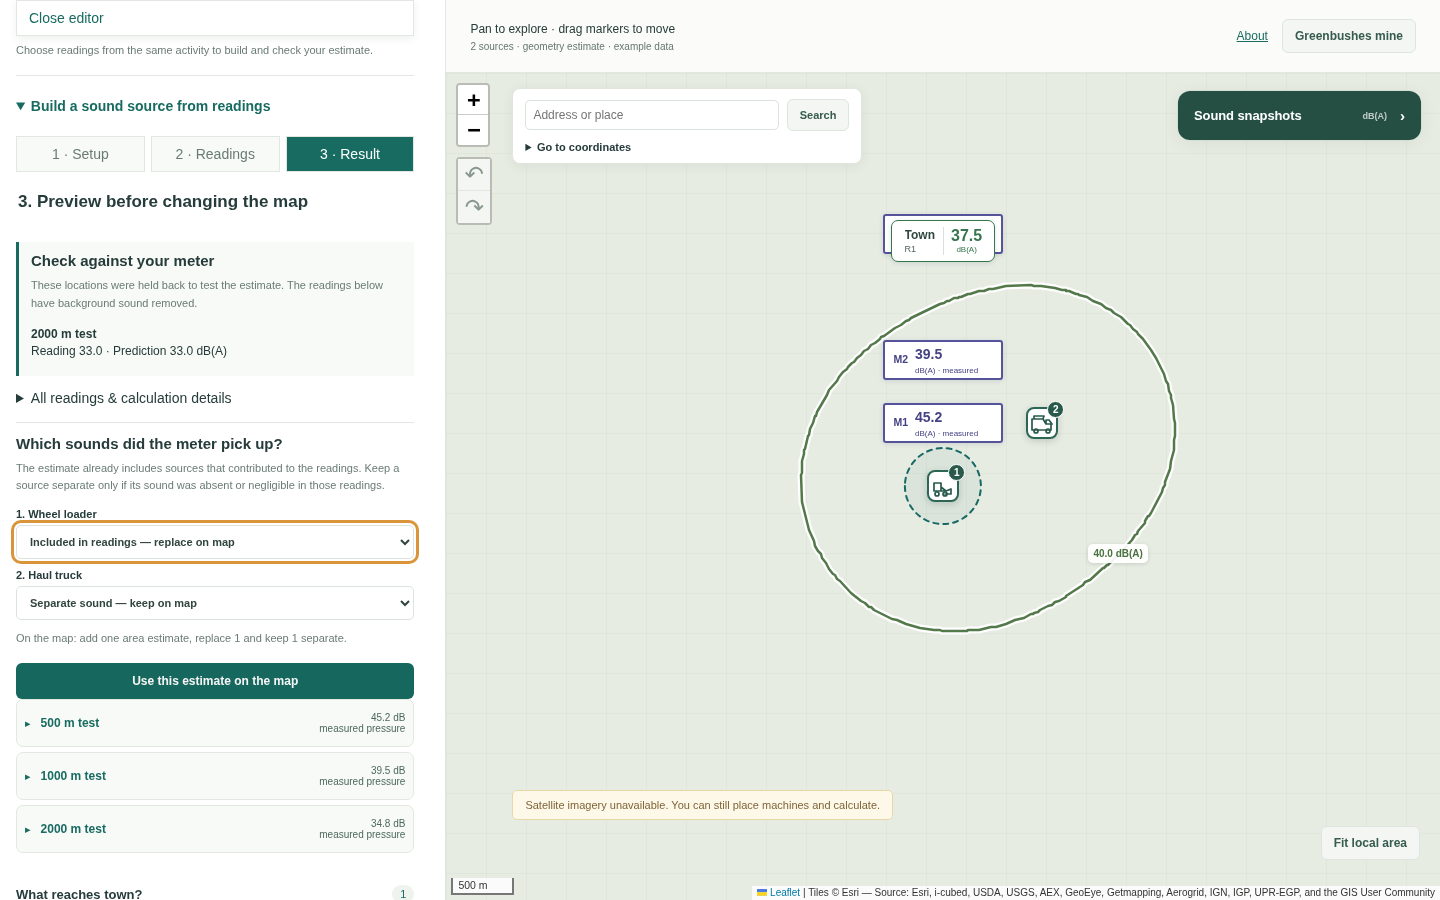 Close editor
Choose readings from the same activity to build and check your estimate.
▼ Build a sound source from readings
1 · Setup
2 · Readings
3 · Result
3. Preview before changing the map
Check against your meter
These locations were held back to test the estimate. The readings below
have background sound removed.
2000 m test
Reading 33.0 · Prediction 33.0 dB(A)
▶ All readings & calculation details
Which sounds did the meter pick up?
The estimate already includes sources that contributed to the readings. Keep a
source separate only if its sound was absent or negligible in those readings.
1. Wheel loader
Included in readings — replace on map
2. Haul truck
Separate sound — keep on map
On the map: add one area estimate, replace 1 and keep 1 separate.
Use this estimate on the map
▸ 500 m test
45.2 dB
measured pressure
▸ 1000 m test
39.5 dB
measured pressure
▸ 2000 m test
34.8 dB
measured pressure
What reaches town?
1
Pan to explore · drag markers to move
2 sources · geometry estimate · example data
About
Greenbushes mine
+
−
↶
↷
Address or place
Search
▶ Go to coordinates
Sound snapshots
dB(A) ›
Town
R1
37.5
dB(A)
M2
39.5
dB(A) · measured
M1
45.2
dB(A) · measured
2
1
40.0 dB(A)
Satellite imagery unavailable. You can still place machines and calculate.
Fit local area
500 m
Leaflet | Tiles © Esri — Source: Esri, i-cubed, USDA, USGS, AEX, GeoEye, Getmapping, Aerogrid, IGN, IGP, UPR-EGP, and the GIS User Community